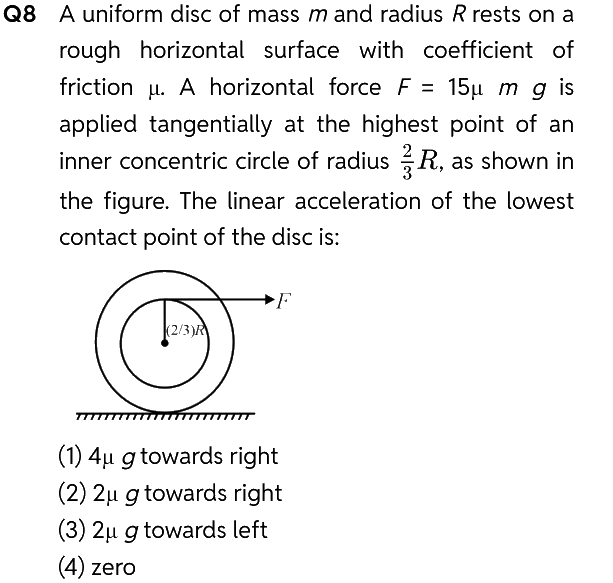 Q8 A uniform disc of mass m and radius R rests on a
rough horizontal surface with coefficient of
friction μ. A horizontal force F = 15μ m g is
applied tangentially at the highest point of an
inner concentric circle of radius 2/3 R, as shown in
the figure. The linear acceleration of the lowest
contact point of the disc is:
F
(2/3)R
(1) 4μ g towards right
(2) 2μ g towards right
(3) 2μ g towards left
(4) zero